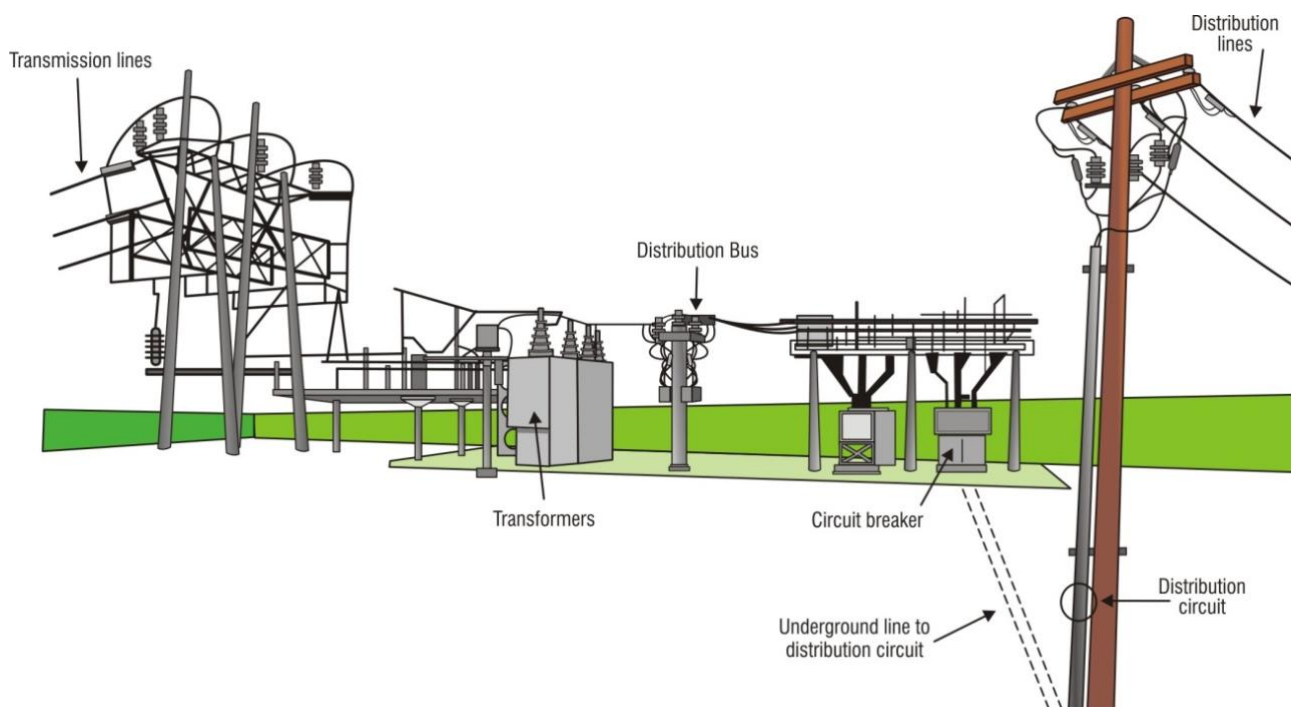 Transmission lines
Distribution
lines
Distribution Bus
Transformers
Circuit breaker
Distribution
circuit
Underground line to
distribution circuit